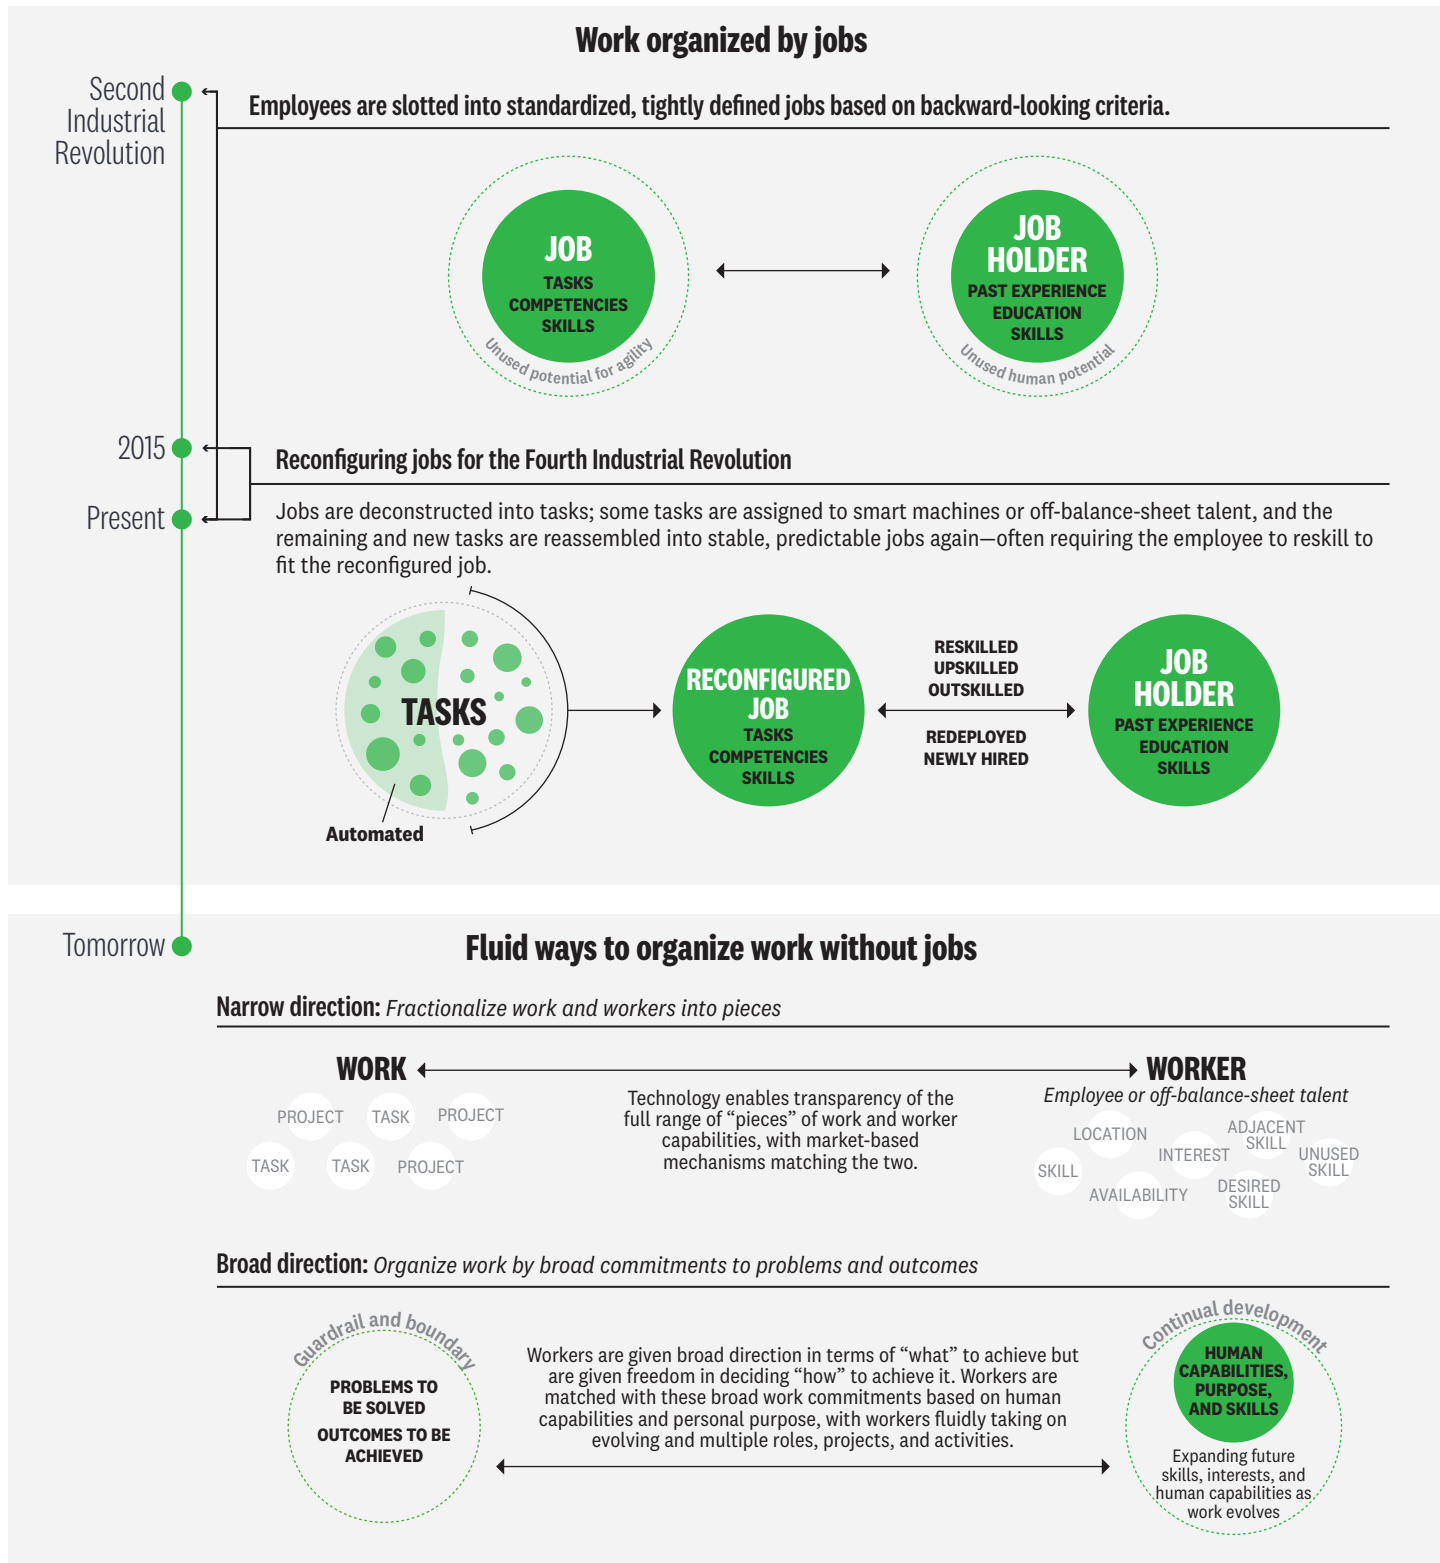 Work organized by jobs
Second
Industrial
Revolution
Employees are slotted into standardized, tightly defined jobs based on backward-looking criteria.
JOB
TASKS
COMPETENCIES
SKILLS
Unused potential for agility
JOB
HOLDER
PAST EXPERIENCE
EDUCATION
SKILLS
Unused human potential
2015
Present
Reconfiguring jobs for the Fourth Industrial Revolution
Jobs are deconstructed into tasks; some tasks are assigned to smart machines or off-balance-sheet talent, and the
remaining and new tasks are reassembled into stable, predictable jobs again—often requiring the employee to reskill to
fit the reconfigured job.
TASKS
Automated
RECONFIGURED
JOB
TASKS
COMPETENCIES
SKILLS
RESKILLED
UPSKILLED
OUTSKILLED
REDEPLOYED
NEWLY HIRED
JOB
HOLDER
PAST EXPERIENCE
EDUCATION
SKILLS
Tomorrow
Fluid ways to organize work without jobs
Narrow direction: Fractionalize work and workers into pieces
WORK
PROJECT
TASK
PROJECT
TASK
TASK
PROJECT
Technology enables transparency of the
full range of “pieces” of work and worker
capabilities, with market-based
mechanisms matching the two.
WORKER
Employee or off-balance-sheet talent
LOCATION
ADJACENT
SKILL
INTEREST
UNUSED
SKILL
SKILL
AVAILABILITY
DESIRED
SKILL
Broad direction: Organize work by broad commitments to problems and outcomes
Guardrail and boundary
PROBLEMS TO
BE SOLVED
OUTCOMES TO BE
ACHIEVED
Workers are given broad direction in terms of “what” to achieve but
are given freedom in deciding “how” to achieve it. Workers are
matched with these broad work commitments based on human
capabilities and personal purpose, with workers fluidly taking on
evolving and multiple roles, projects, and activities.
Continual development
HUMAN
CAPABILITIES,
PURPOSE,
AND SKILLS
Expanding future
skills, interests, and
human capabilities as
work evolves